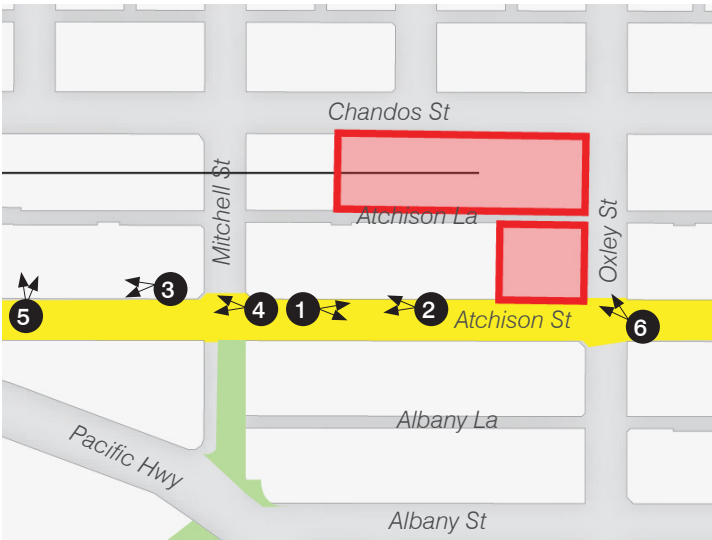 Chandos St
Mitchell St
Atchison La
Oxley St
3
5
4
1
2
Atchison St
6
Albany La
Pacific Hwy
Albany St